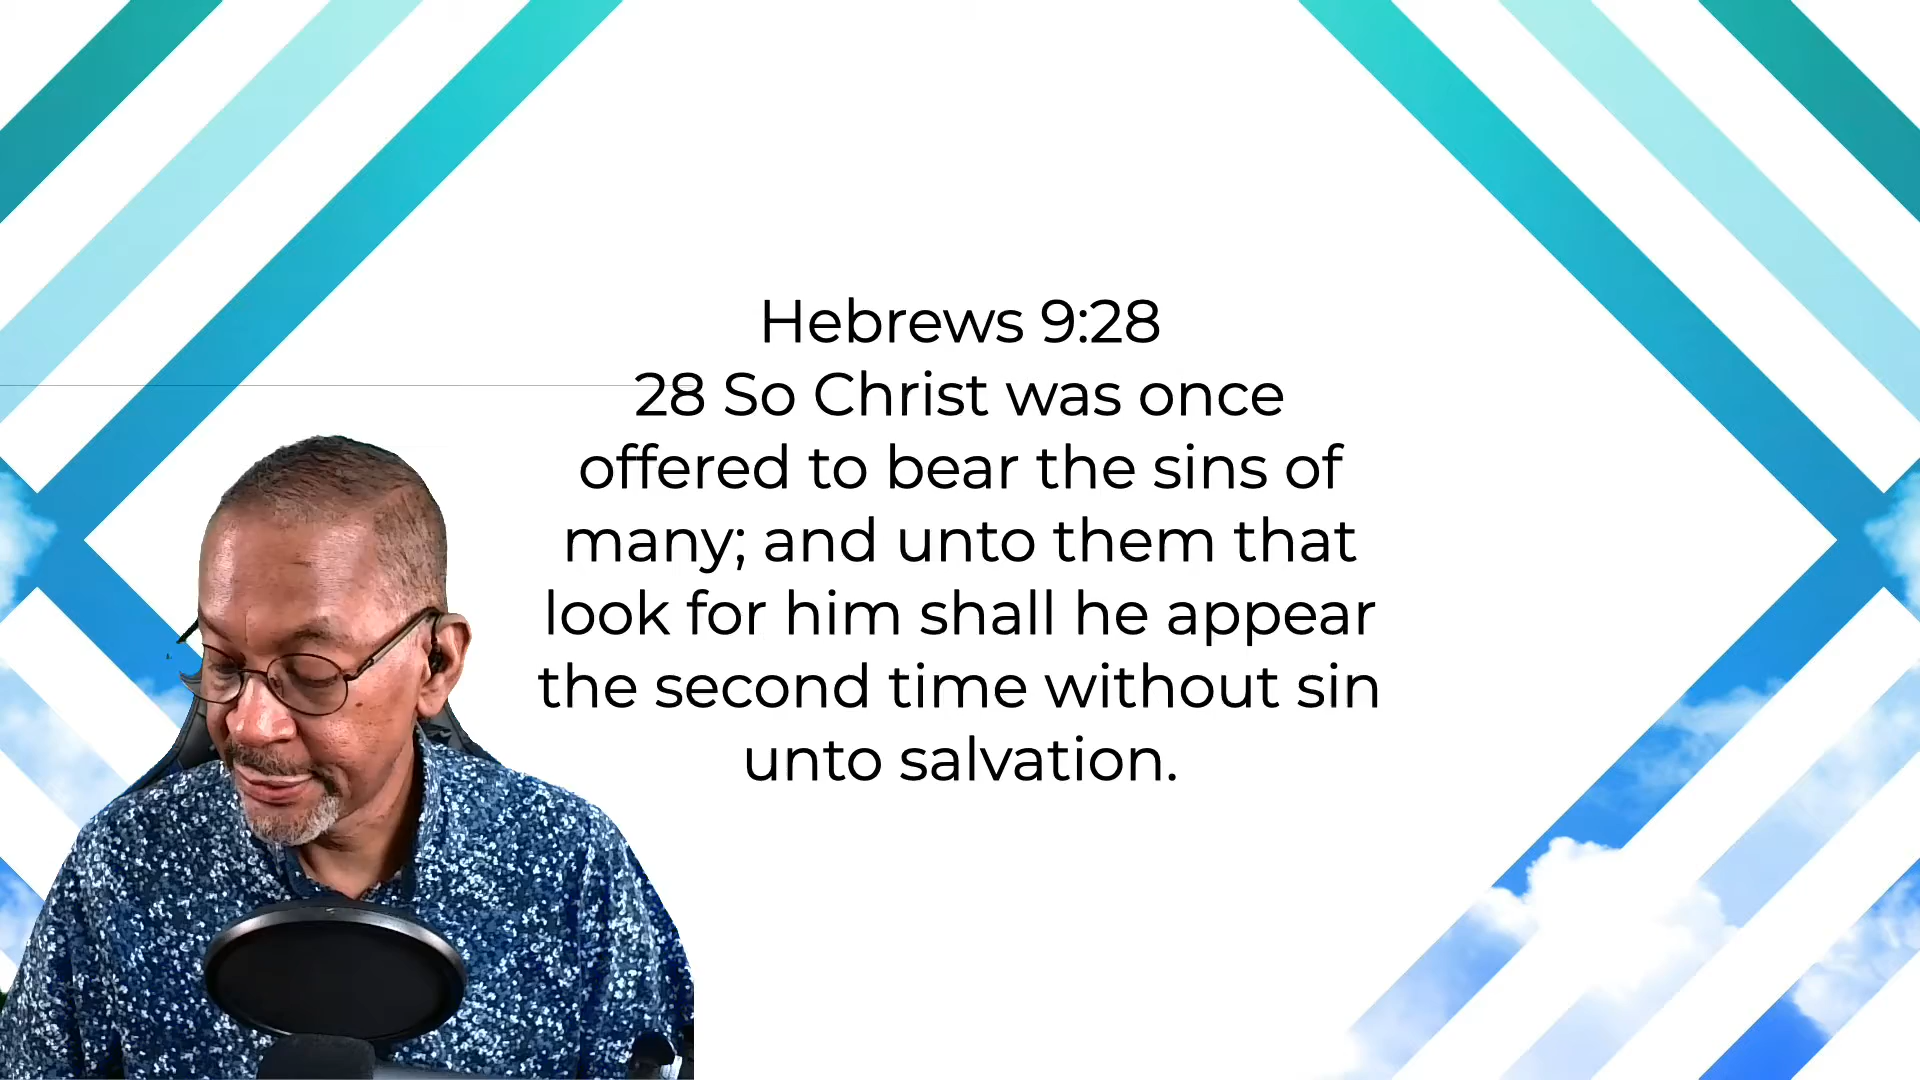 Hebrews 9:28
28 So Christ was once
offered to bear the sins of
many; and unto them that
look for him shall he appear
the second time without sin
unto salvation.